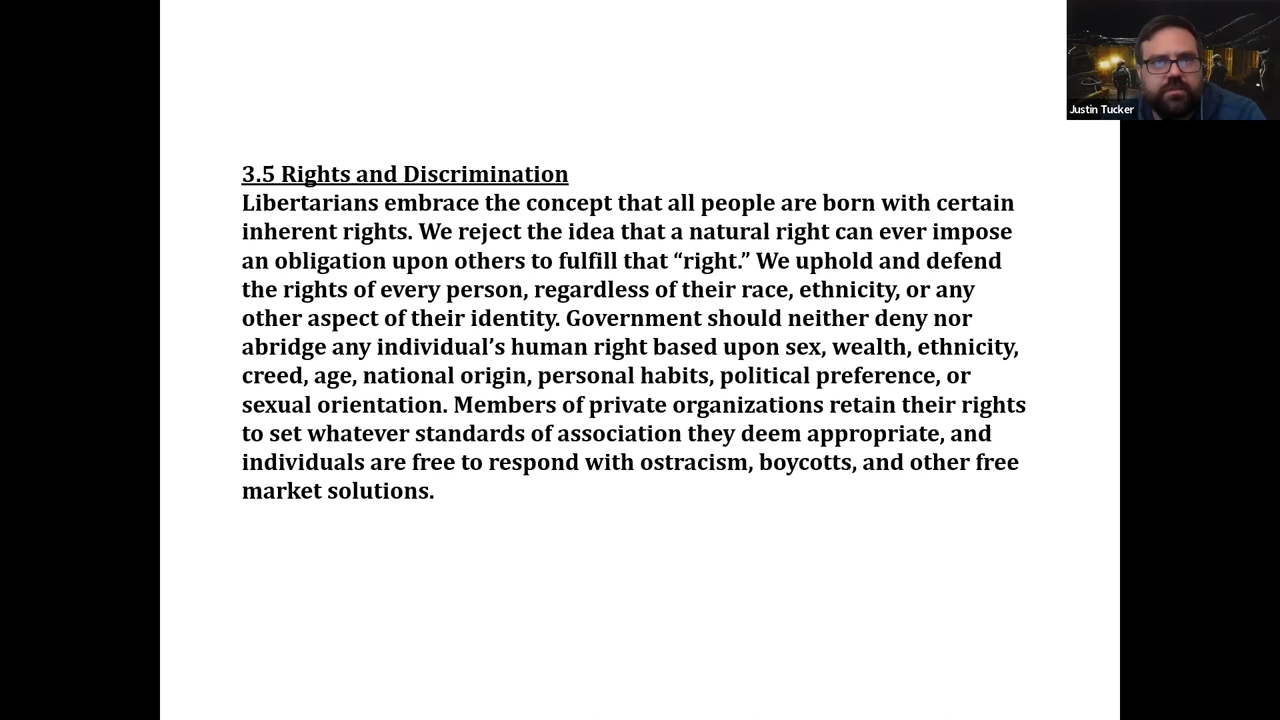 Justin Tucker
3.5 Rights and Discrimination
Libertarians embrace the concept that all people are born with certain
inherent rights. We reject the idea that a natural right can ever impose
an obligation upon others to fulfill that “right.” We uphold and defend
the rights of every person, regardless of their race, ethnicity, or any
other aspect of their identity. Government should neither deny nor
abridge any individual’s human right based upon sex, wealth, ethnicity,
creed, age, national origin, personal habits, political preference, or
sexual orientation. Members of private organizations retain their rights
to set whatever standards of association they deem appropriate, and
individuals are free to respond with ostracism, boycotts, and other free
market solutions.